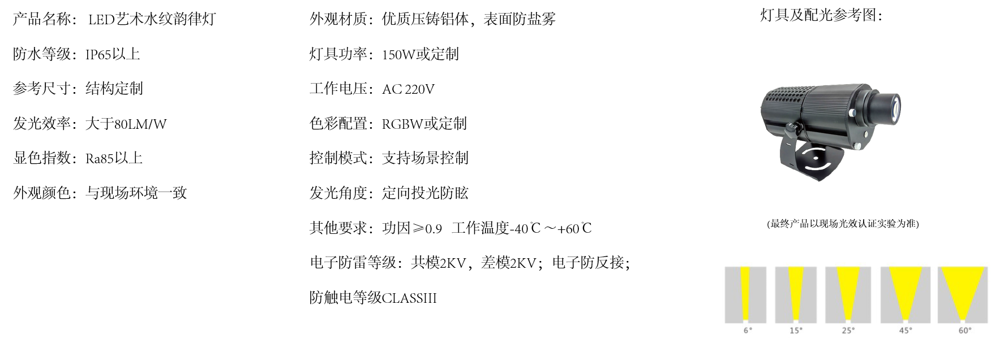 产品名称： LED艺术水纹韵律灯
防水等级：IP65以上
参考尺寸：结构定制
发光效率：大于80LM/W
显色指数：Ra85以上
外观颜色：与现场环境一致
外观材质：优质压铸铝体，表面防盐雾
灯具功率：150W或定制
工作电压：AC 220V
色彩配置：RGBW或定制
控制模式：支持场景控制
发光角度：定向投光防眩
其他要求：功因≥0.9 工作温度-40℃～+60℃
电子防雷等级：共模2KV，差模2KV；电子防反接；
防触电等级CLASSIII
灯具及配光参考图：
(最终产品以现场光效认证实验为准)
6° 15° 25° 45° 60°